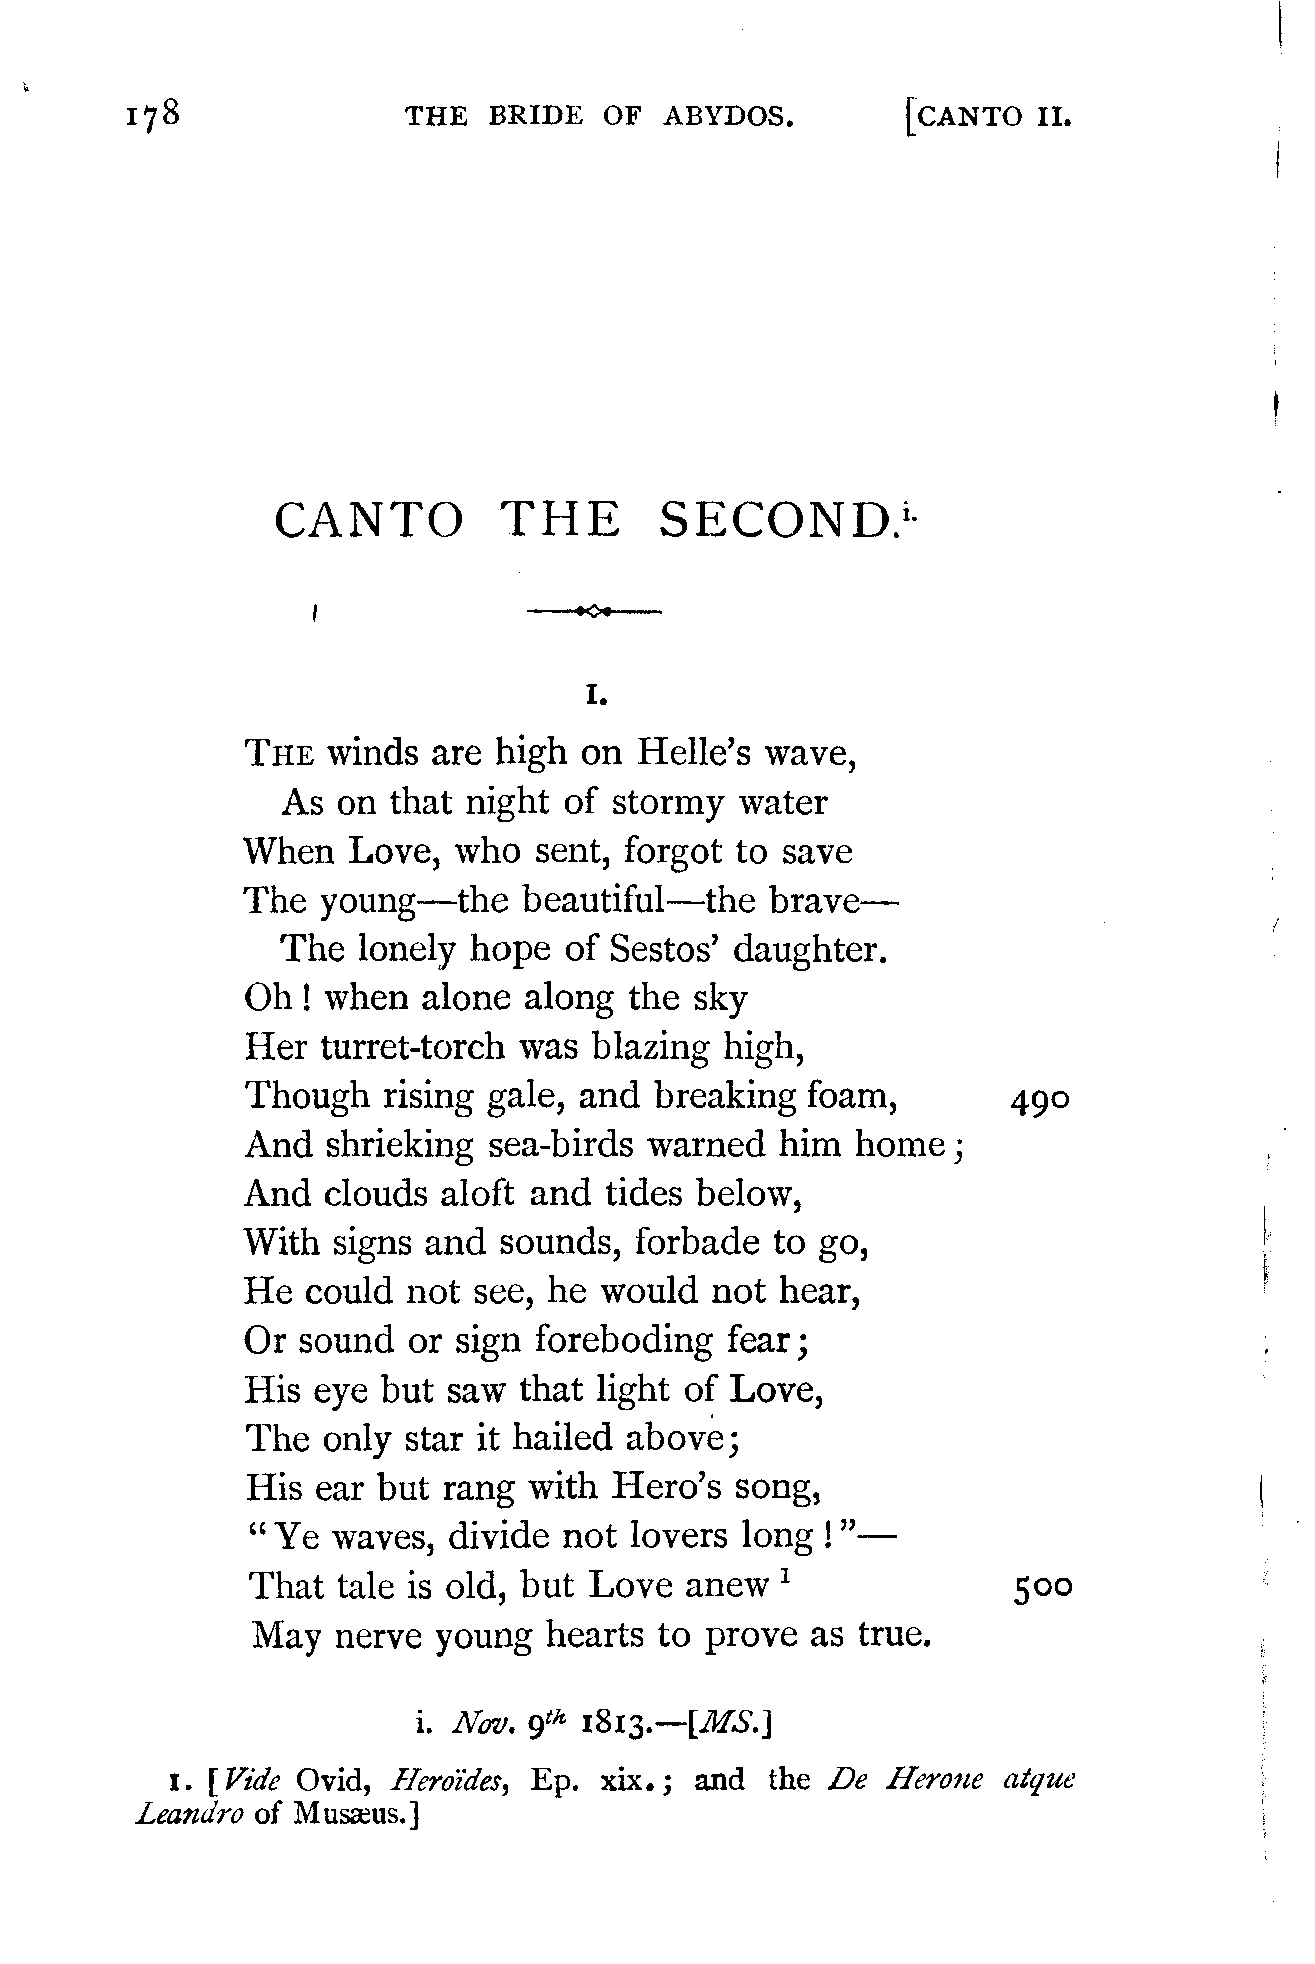 178 THE BRIDE OF ABYDOS. [CANTO II.
CANTO THE SECOND.i.
I.
THE winds are high on Helle's wave,
As on that night of stormy water
When Love, who sent, forgot to save
The young—the beautiful—the brave—
The lonely hope of Sestos' daughter.
Oh! when alone along the sky
Her turret-torch was blazing high,
Though rising gale, and breaking foam, 490
And shrieking sea-birds warned him home;
And clouds aloft and tides below,
With signs and sounds, forbade to go,
He could not see, he would not hear,
Or sound or sign foreboding fear;
His eye but saw that light of Love,
The only star it hailed above;
His ear but rang with Hero's song,
"Ye waves, divide not lovers long!"—
That tale is old, but Love anew 1 500
May nerve young hearts to prove as true.
i. Nov. 9th 1813.—[MS.]
1. [Vide Ovid, Heroïdes, Ep. xix.; and the De Herone atque
Leandro of Musæus.]